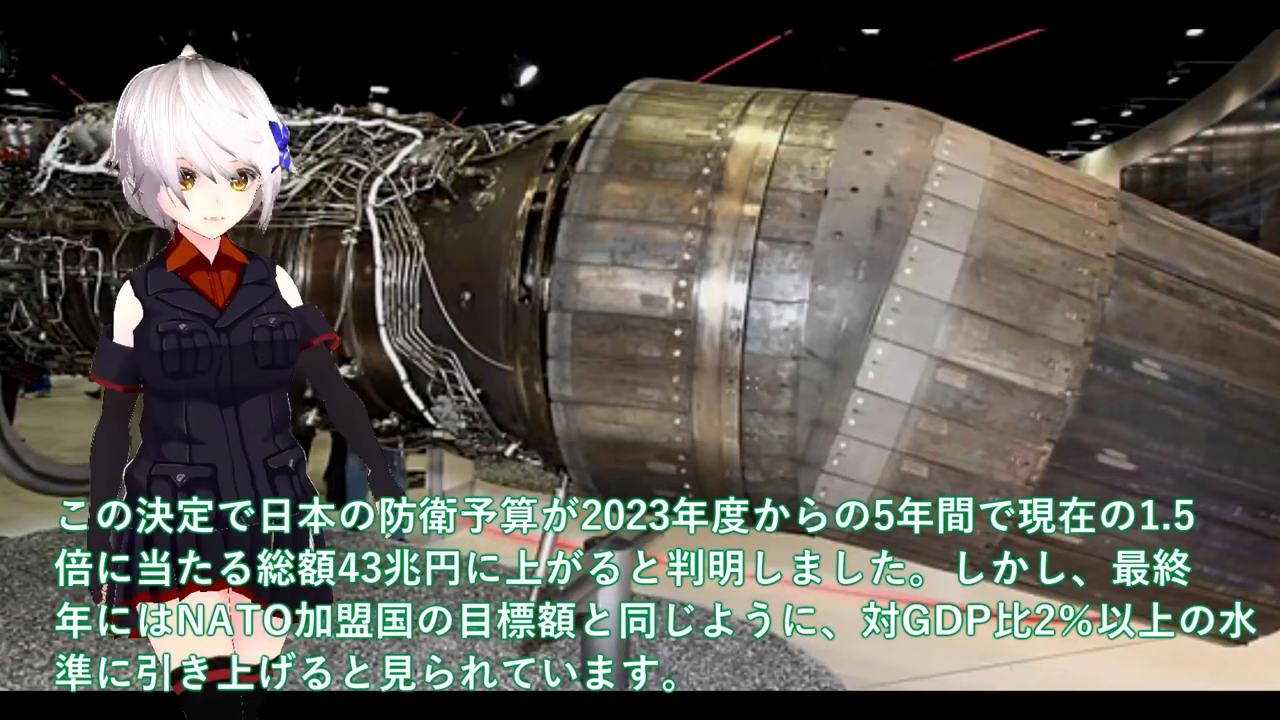 この決定で日本の防衛予算が2023年度からの5年間で現在の1.5
倍に当たる総額43兆円に上がると判明しました。しかし、最終
年にはNATO加盟国の目標額と同じように、対GDP比2%以上の水
準に引き上げると見られています。